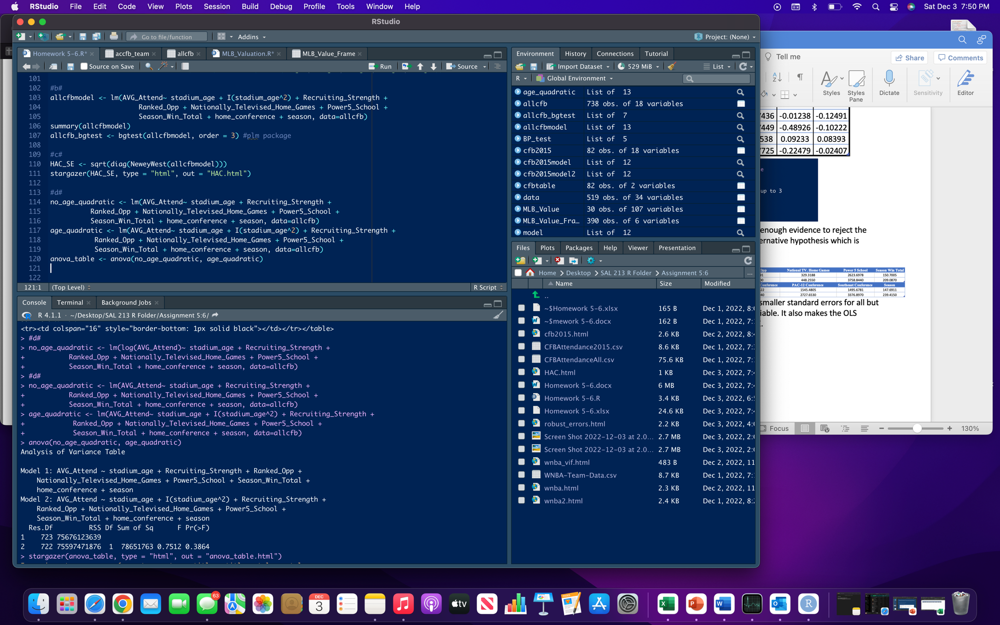 RStudio File Edit Code View Plots Session Build Debug Profile Tools Window Help Sat Dec 3 7:50 PM
RStudio
Go to file/function Addins Project: (None)
Homework 5-6.R* accfb_team allcfb MLB_Valuation.R* MLB_Value_Frame
Source on Save Run Source
101
102 #b#
103 allcfbmodel <- lm(AVG_Attend~ stadium_age + I(stadium_age^2) + Recruiting_Strength +
104 Ranked_Opp + Nationally_Televised_Home_Games + Power5_School +
105 Season_Win_Total + home_conference + season, data=allcfb)
106 summary(allcfbmodel)
107 allcfb_bgtest <- bgtest(allcfbmodel, order = 3) #plm package
108
109 #c#
110 HAC_SE <- sqrt(diag(NeweyWest(allcfbmodel)))
111 stargazer(HAC_SE, type = "html", out = "HAC.html")
112
113 #d#
114 no_age_quadratic <- lm(AVG_Attend~ stadium_age + Recruiting_Strength +
115 Ranked_Opp + Nationally_Televised_Home_Games + Power5_School +
116 Season_Win_Total + home_conference + season, data=allcfb)
117 age_quadratic <- lm(AVG_Attend~ stadium_age + I(stadium_age^2) + Recruiting_Strength +
118 Ranked_Opp + Nationally_Televised_Home_Games + Power5_School +
119 Season_Win_Total + home_conference + season, data=allcfb)
120 anova_table <- anova(no_age_quadratic, age_quadratic)
121
122
121:1 (Top Level) R Script
Console Terminal Background Jobs
R 4.1.1 · ~/Desktop/SAL 213 R Folder/Assignment 5:6/
<tr><td colspan="16" style="border-bottom: 1px solid black"></td></tr></table>
> #d#
> no_age_quadratic <- lm(log(AVG_Attend)~ stadium_age + Recruiting_Strength +
+ Ranked_Opp + Nationally_Televised_Home_Games + Power5_School +
+ Season_Win_Total + home_conference + season, data=allcfb)
> #d#
> no_age_quadratic <- lm(AVG_Attend~ stadium_age + Recruiting_Strength +
+ Ranked_Opp + Nationally_Televised_Home_Games + Power5_School +
+ Season_Win_Total + home_conference + season, data=allcfb)
> age_quadratic <- lm(AVG_Attend~ stadium_age + I(stadium_age^2) + Recruiting_Strength +
+ Ranked_Opp + Nationally_Televised_Home_Games + Power5_School +
+ Season_Win_Total + home_conference + season, data=allcfb)
> anova(no_age_quadratic, age_quadratic)
Analysis of Variance Table
Model 1: AVG_Attend ~ stadium_age + Recruiting_Strength + Ranked_Opp +
Nationally_Televised_Home_Games + Power5_School + Season_Win_Total +
home_conference + season
Model 2: AVG_Attend ~ stadium_age + I(stadium_age^2) + Recruiting_Strength +
Ranked_Opp + Nationally_Televised_Home_Games + Power5_School +
Season_Win_Total + home_conference + season
Res.Df RSS Df Sum of Sq F Pr(>F)
1 723 75676123639
2 722 75597471876 1 78651763 0.7512 0.3864
> stargazer(anova_table, type = "html", out = "anova_table.html")
Environment History Connections Tutorial
Import Dataset 529 MiB List
R Global Environment
age_quadratic List of 13
allcfb 738 obs. of 18 variables
allcfb_bgtest List of 7
allcfbmodel List of 13
BP_test List of 5
cfb2015 82 obs. of 18 variables
cfb2015model List of 12
cfb2015model2 List of 12
cfbtable 82 obs. of 2 variables
data 519 obs. of 34 variables
MLB_Value 30 obs. of 107 variables
MLB_Value_Fra… 390 obs. of 6 variables
model List of 12
Files Plots Packages Help Viewer Presentation
Home Desktop SAL 213 R Folder Assignment 5:6 ...
Name Size Modified
..
~$Homework 5-6.xlsx 165 B Dec 1, 2022, 8:
~$mework 5-6.docx 162 B Dec 1, 2022, 7:
cfb2015.html 2.6 KB Dec 2, 2022, 8:
CFBAttendance2015.csv 8.6 KB Dec 1, 2022, 7:
CFBAttendanceAll.csv 75.6 KB Dec 1, 2022, 7:
HAC.html 1 KB Dec 3, 2022, 7:
Homework 5-6.docx 6 MB Dec 3, 2022, 7:
Homework 5-6.R 3.4 KB Dec 3, 2022, 6:
Homework 5-6.xlsx 24.6 KB Dec 3, 2022, 7:
robust_errors.html 2.2 KB Dec 3, 2022, 4:
Screen Shot 2022-12-03 at 2.0... 2.7 MB Dec 3, 2022, 2:
Screen Shot 2022-12-03 at 2.0... 2.7 MB Dec 3, 2022, 2:
wnba_vif.html 483 B Dec 2, 2022, 11
WNBA-Team-Data.csv 8.7 KB Dec 1, 2022, 7:
wnba.html 2.3 KB Dec 2, 2022, 11
wnba2.html 2.4 KB Dec 1, 2022, 8:
Tell me Share Comments
Styles Styles Pane Dictate Sensitivity Editor
7436 -0.01238 -0.12491
449 -0.48926 -0.10222
538 0.09233 0.08393
725 -0.22479 -0.02407
e
up to 3
enough evidence to reject the
ernative hypothesis which is
Opp National TV. Home Games Power 5 School Season Win Total
91 329.3188 2623.6978 150.7005
00 448.2550 3758.8440 209.0870
Conference PAC-12 Conference Southeast Conference Season
22 1545.4805 1495.6781 147.6911
40 2727.6530 3376.8970 239.4150
smaller standard errors for all but
iable. It also makes the OLS
Focus 130%
63
DEC
3
tv